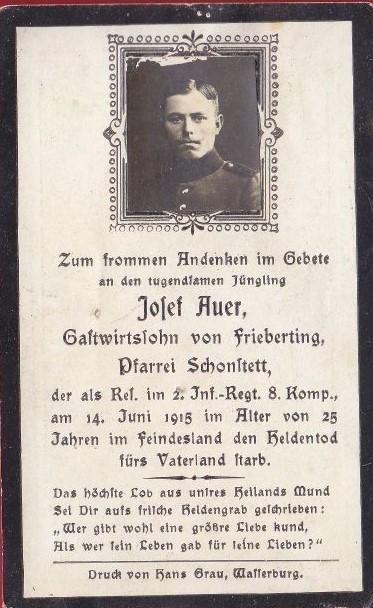 Zum frommen Andenken im Gebete
an den tugendſamen Jüngling
Joſef Auer,
Gaſtwirtsſohn von Frieberting,
Pfarrei Schonſtett,
der als Reſ. im 2. Inf.-Regt. 8. Komp.,
am 14. Juni 1915 im Alter von 25
Jahren im Feindesland den Heldentod
fürs Vaterland ſtarb.
Das höchſte Lob aus unſres Heilands Mund
Sei Dir aufs friſche Heldengrab geſchrieben:
„Wer gibt wohl eine größre Liebe kund,
Als wer ſein Leben gab für ſeine Lieben?"
Druck von Hans Grau, Waſſerburg.